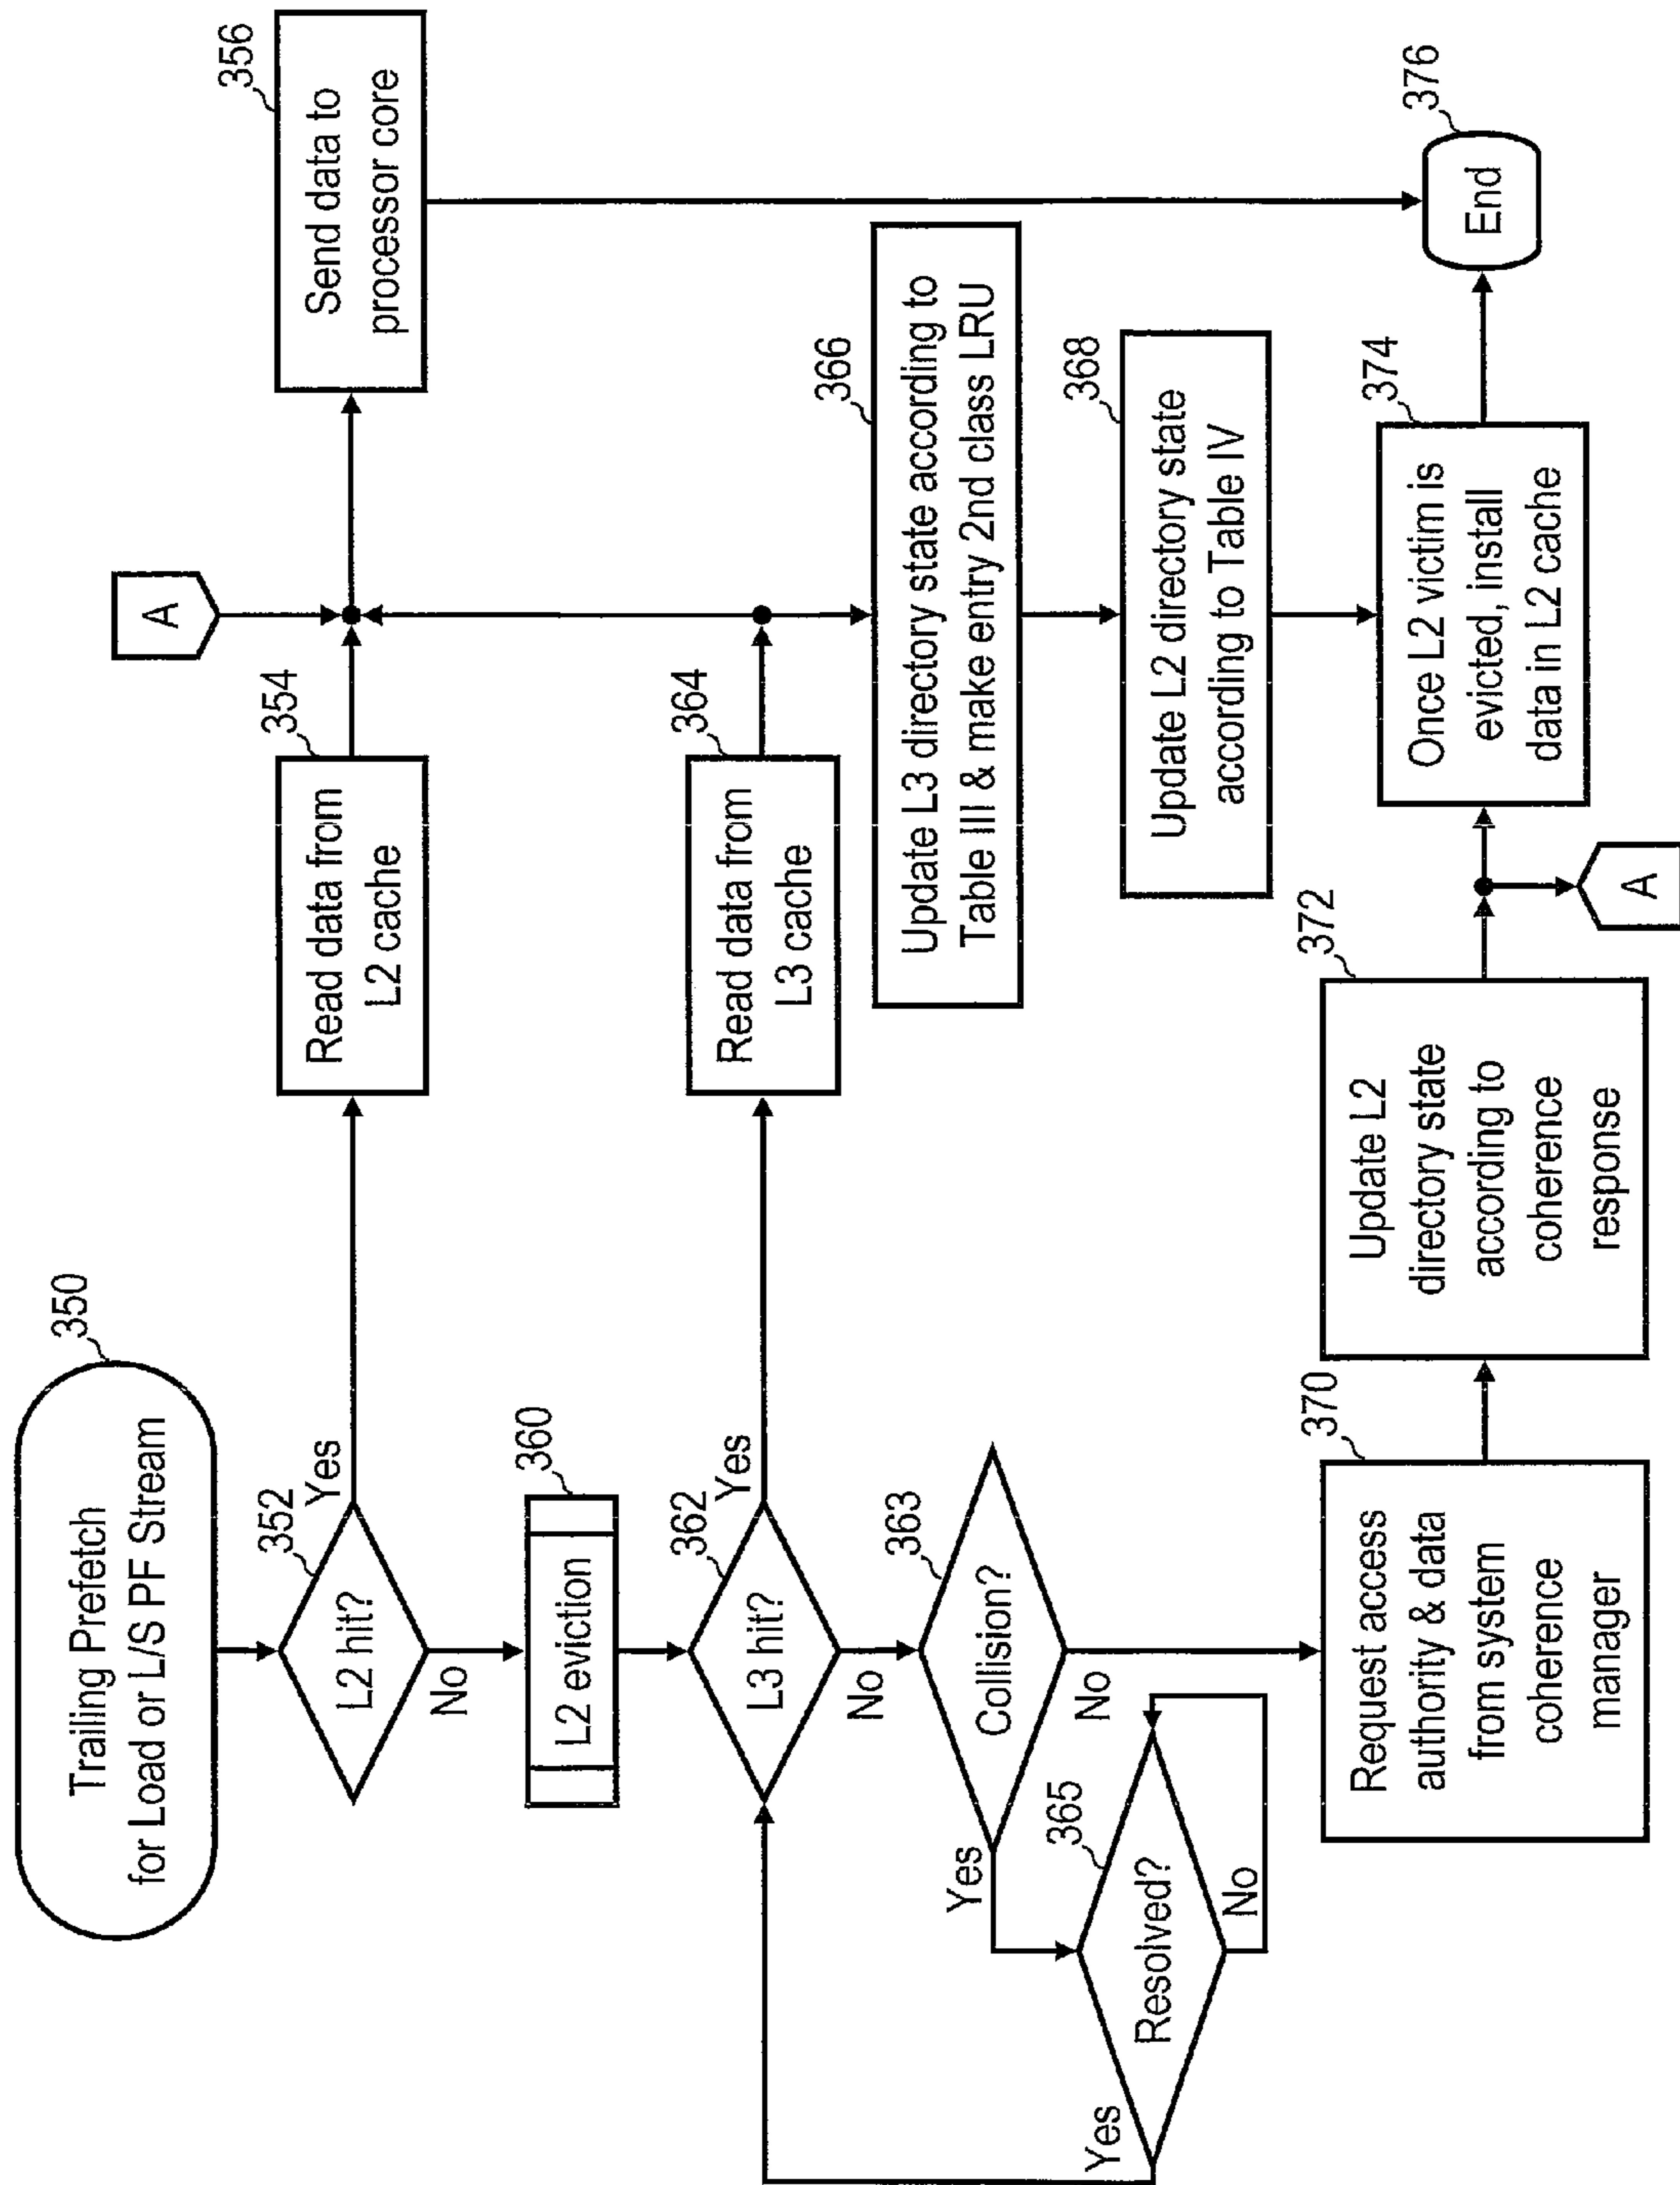 350
Trailing Prefetch
for Load or L/S PF Stream
352
L2 hit?
Yes
No
354
Read data from
L2 cache
A
356
Send data to
processor core
360
L2 eviction
362
L3 hit?
Yes
No
364
Read data from
L3 cache
363
Collision?
Yes
No
365
Resolved?
Yes
No
366
Update L3 directory state according to
Table III & make entry 2nd class LRU
368
Update L2 directory state
according to Table IV
370
Request access
authority & data
from system
coherence
manager
372
Update L2
directory state
according to
coherence
response
A
374
Once L2 victim is
evicted, install
data in L2 cache
376
End